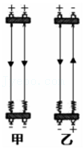 + - + -
- + - +
甲 乙